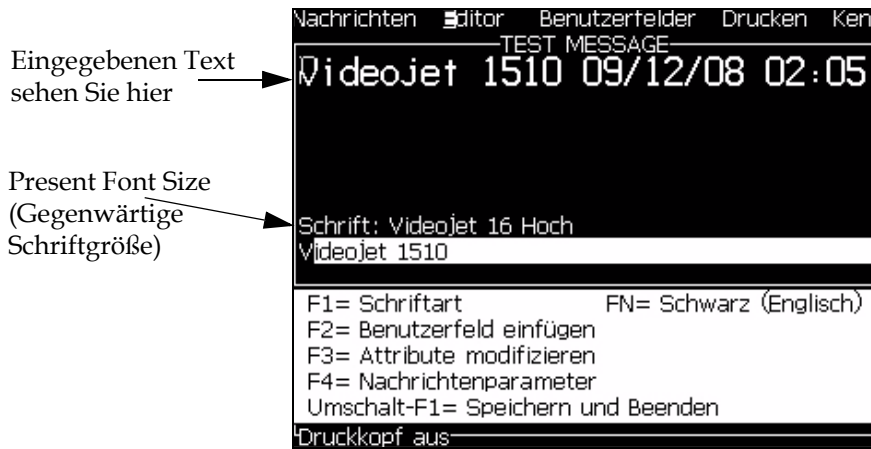 Nachrichten Editor Benutzerfelder Drucken Ken
TEST MESSAGE
Eingegebenen Text
sehen Sie hier
Videojet 1510 09/12/08 02:05
Present Font Size
(Gegenwärtige
Schriftgröße)
Schrift: Videojet 16 Hoch
Videojet 1510
F1= Schriftart FN= Schwarz (Englisch)
F2= Benutzerfeld einfügen
F3= Attribute modifizieren
F4= Nachrichtenparameter
Umschalt-F1= Speichern und Beenden
Druckkopf aus